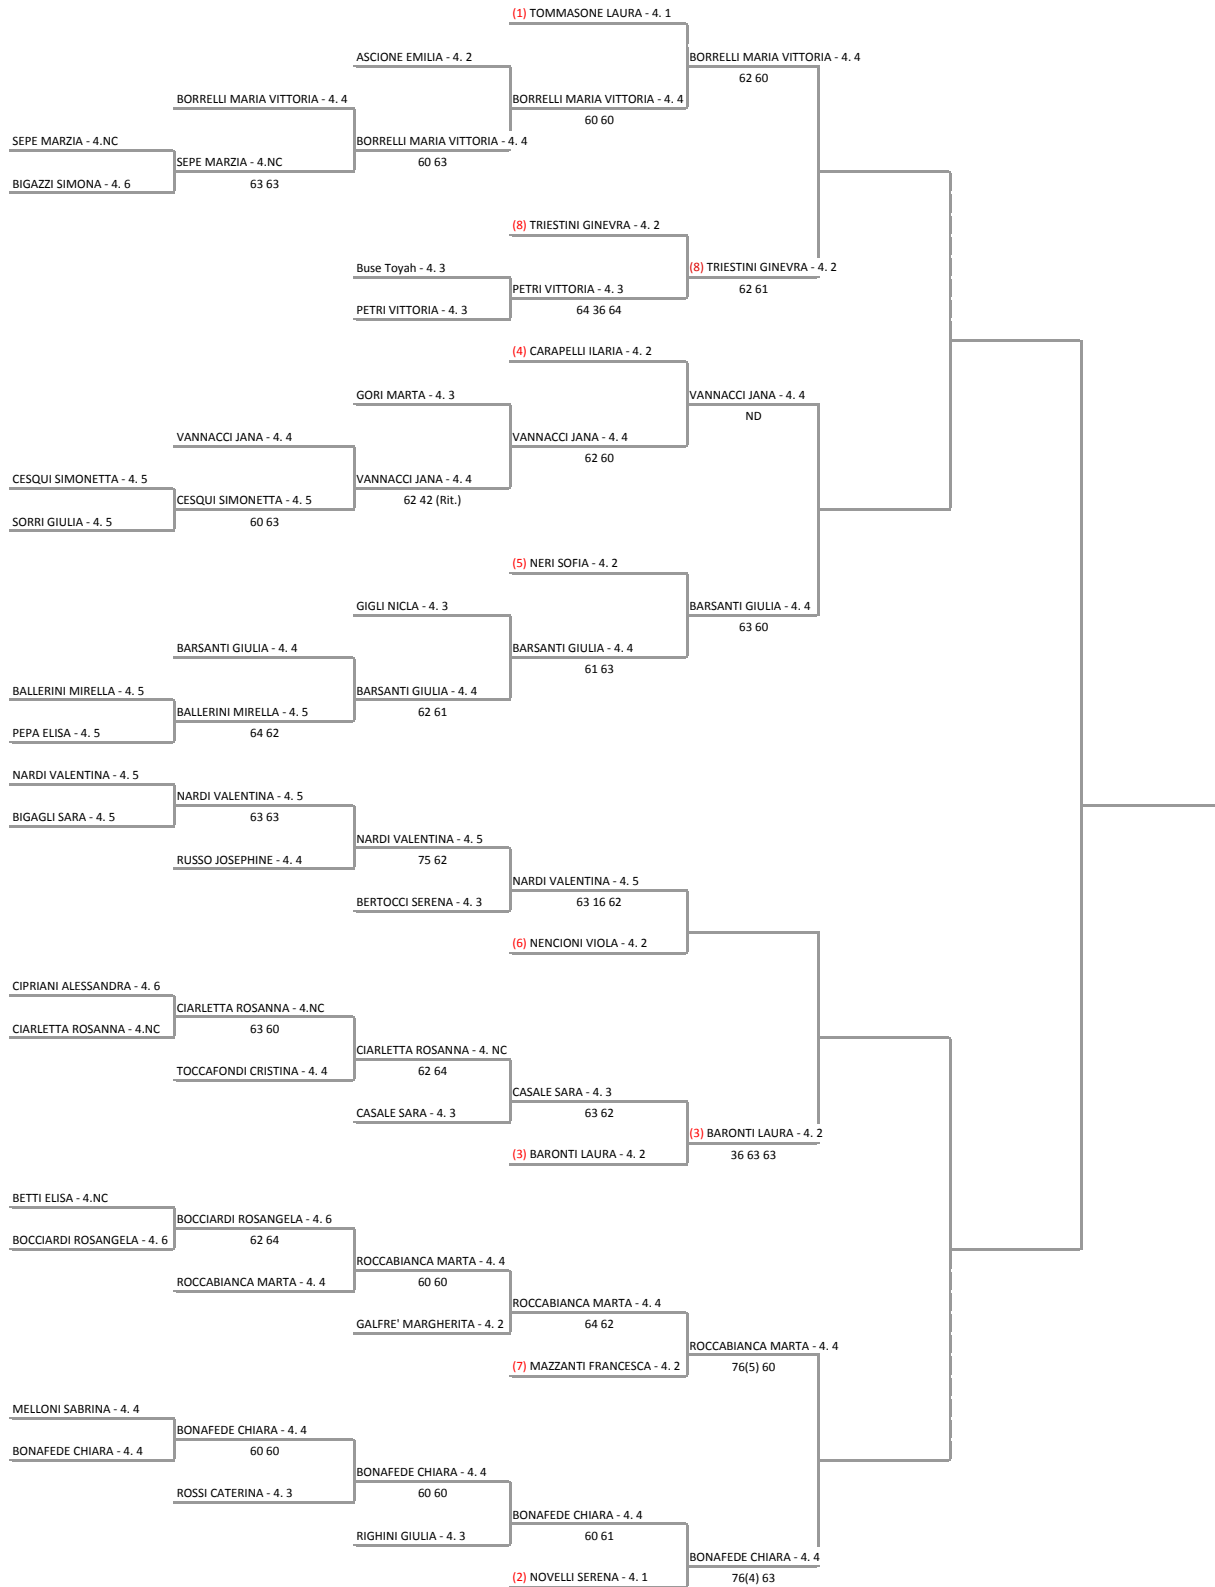 (1) TOMMASONE LAURA - 4. 1
ASCIONE EMILIA - 4. 2
BORRELLI MARIA VITTORIA - 4. 4
62 60
BORRELLI MARIA VITTORIA - 4. 4
BORRELLI MARIA VITTORIA - 4. 4
60 60
SEPE MARZIA - 4.NC
BORRELLI MARIA VITTORIA - 4. 4
SEPE MARZIA - 4.NC
60 63
BIGAZZI SIMONA - 4. 6
63 63
(8) TRIESTINI GINEVRA - 4. 2
Buse Toyah - 4. 3
(8) TRIESTINI GINEVRA - 4. 2
PETRI VITTORIA - 4. 3
62 61
PETRI VITTORIA - 4. 3
64 36 64
(4) CARAPELLI ILARIA - 4. 2
GORI MARTA - 4. 3
VANNACCI JANA - 4. 4
ND
VANNACCI JANA - 4. 4
VANNACCI JANA - 4. 4
62 60
CESQUI SIMONETTA - 4. 5
VANNACCI JANA - 4. 4
CESQUI SIMONETTA - 4. 5
62 42 (Rit.)
SORRI GIULIA - 4. 5
60 63
(5) NERI SOFIA - 4. 2
GIGLI NICLA - 4. 3
BARSANTI GIULIA - 4. 4
63 60
BARSANTI GIULIA - 4. 4
BARSANTI GIULIA - 4. 4
61 63
BALLERINI MIRELLA - 4. 5
BARSANTI GIULIA - 4. 4
BALLERINI MIRELLA - 4. 5
62 61
PEPA ELISA - 4. 5
64 62
NARDI VALENTINA - 4. 5
NARDI VALENTINA - 4. 5
BIGAGLI SARA - 4. 5
63 63
NARDI VALENTINA - 4. 5
RUSSO JOSEPHINE - 4. 4
75 62
NARDI VALENTINA - 4. 5
BERTOCCI SERENA - 4. 3
63 16 62
(6) NENCIONI VIOLA - 4. 2
CIPRIANI ALESSANDRA - 4. 6
CIARLETTA ROSANNA - 4.NC
CIARLETTA ROSANNA - 4.NC
63 60
CIARLETTA ROSANNA - 4. NC
TOCCAFONDI CRISTINA - 4. 4
62 64
CASALE SARA - 4. 3
CASALE SARA - 4. 3
63 62
(3) BARONTI LAURA - 4. 2
(3) BARONTI LAURA - 4. 2
36 63 63
BETTI ELISA - 4.NC
BOCCIARDI ROSANGELA - 4. 6
BOCCIARDI ROSANGELA - 4. 6
62 64
ROCCABIANCA MARTA - 4. 4
ROCCABIANCA MARTA - 4. 4
60 60
ROCCABIANCA MARTA - 4. 4
GALFRE' MARGHERITA - 4. 2
64 62
ROCCABIANCA MARTA - 4. 4
(7) MAZZANTI FRANCESCA - 4. 2
76(5) 60
MELLONI SABRINA - 4. 4
BONAFEDE CHIARA - 4. 4
BONAFEDE CHIARA - 4. 4
60 60
BONAFEDE CHIARA - 4. 4
ROSSI CATERINA - 4. 3
60 60
BONAFEDE CHIARA - 4. 4
RIGHINI GIULIA - 4. 3
60 61
BONAFEDE CHIARA - 4. 4
(2) NOVELLI SERENA - 4. 1
76(4) 63